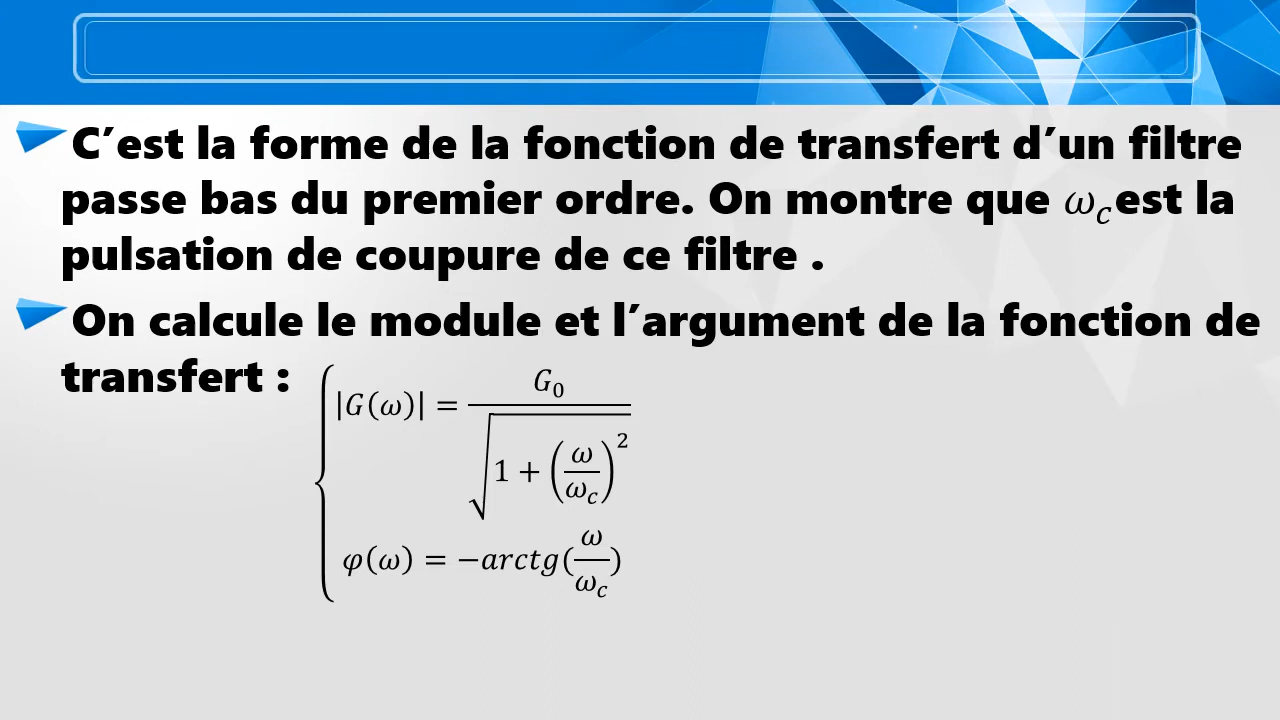 C’est la forme de la fonction de transfert d’un filtre
passe bas du premier ordre. On montre que ω_c est la
pulsation de coupure de ce filtre .
On calcule le module et l’argument de la fonction de
transfert :
|G(ω)| = G_0 / √(1 + (ω/ω_c)^2)
φ(ω) = −arctg(ω/ω_c)